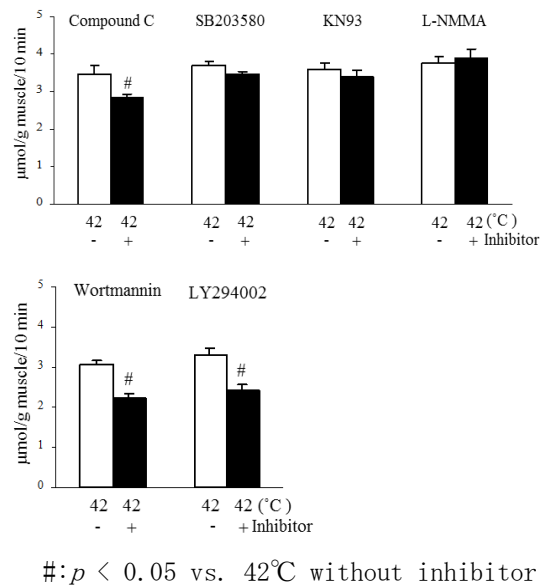 Compound C SB203580 KN93 L-NMMA
µmol/g muscle/10 min
5
4
3
2
1
0
#
42 42 42 42 42 42 42 42 (˚C)
- + - + - + - + Inhibitor
Wortmannin LY294002
µmol/g muscle/10 min
5
4
3
2
1
0
# #
42 42 42 42 (˚C)
- + - + Inhibitor
#:p < 0.05 vs. 42℃ without inhibitor